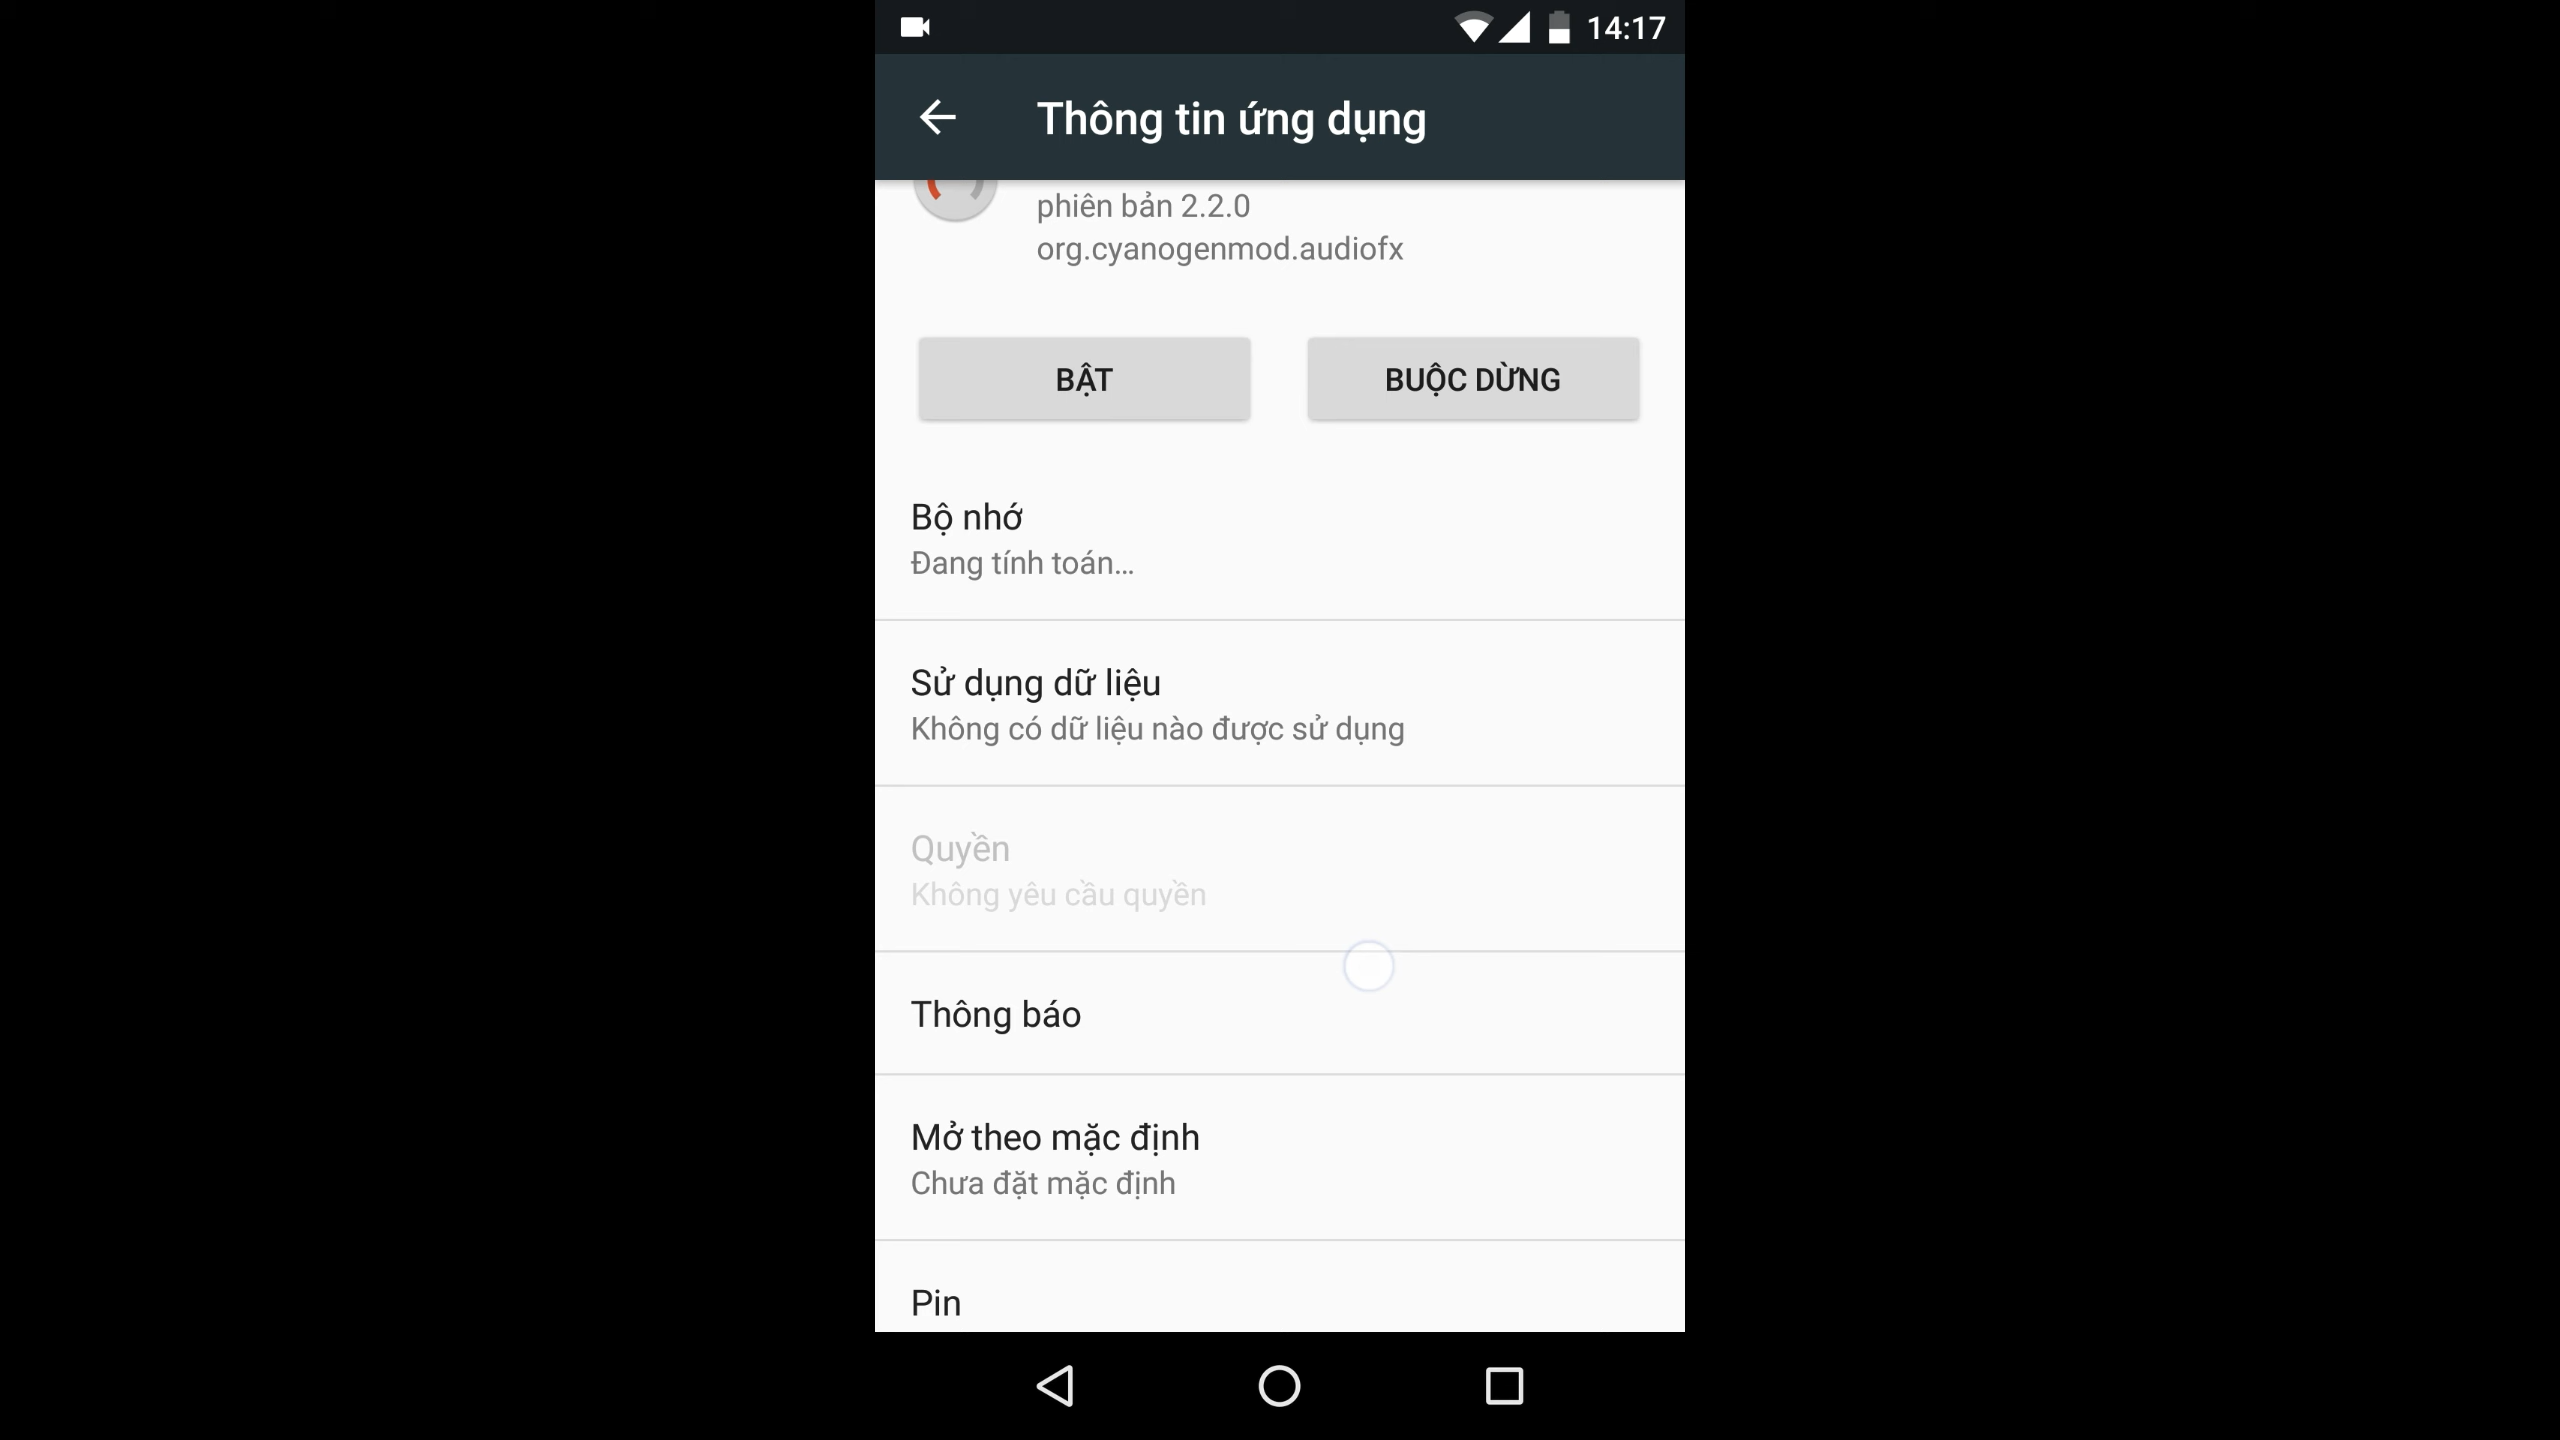 14:17
Thông tin ứng dụng
phiên bản 2.2.0
org.cyanogenmod.audiofx
BẬT
BUỘC DỪNG
Bộ nhớ
Đang tính toán...
Sử dụng dữ liệu
Không có dữ liệu nào được sử dụng
Quyền
Không yêu cầu quyền
Thông báo
Mở theo mặc định
Chưa đặt mặc định
Pin